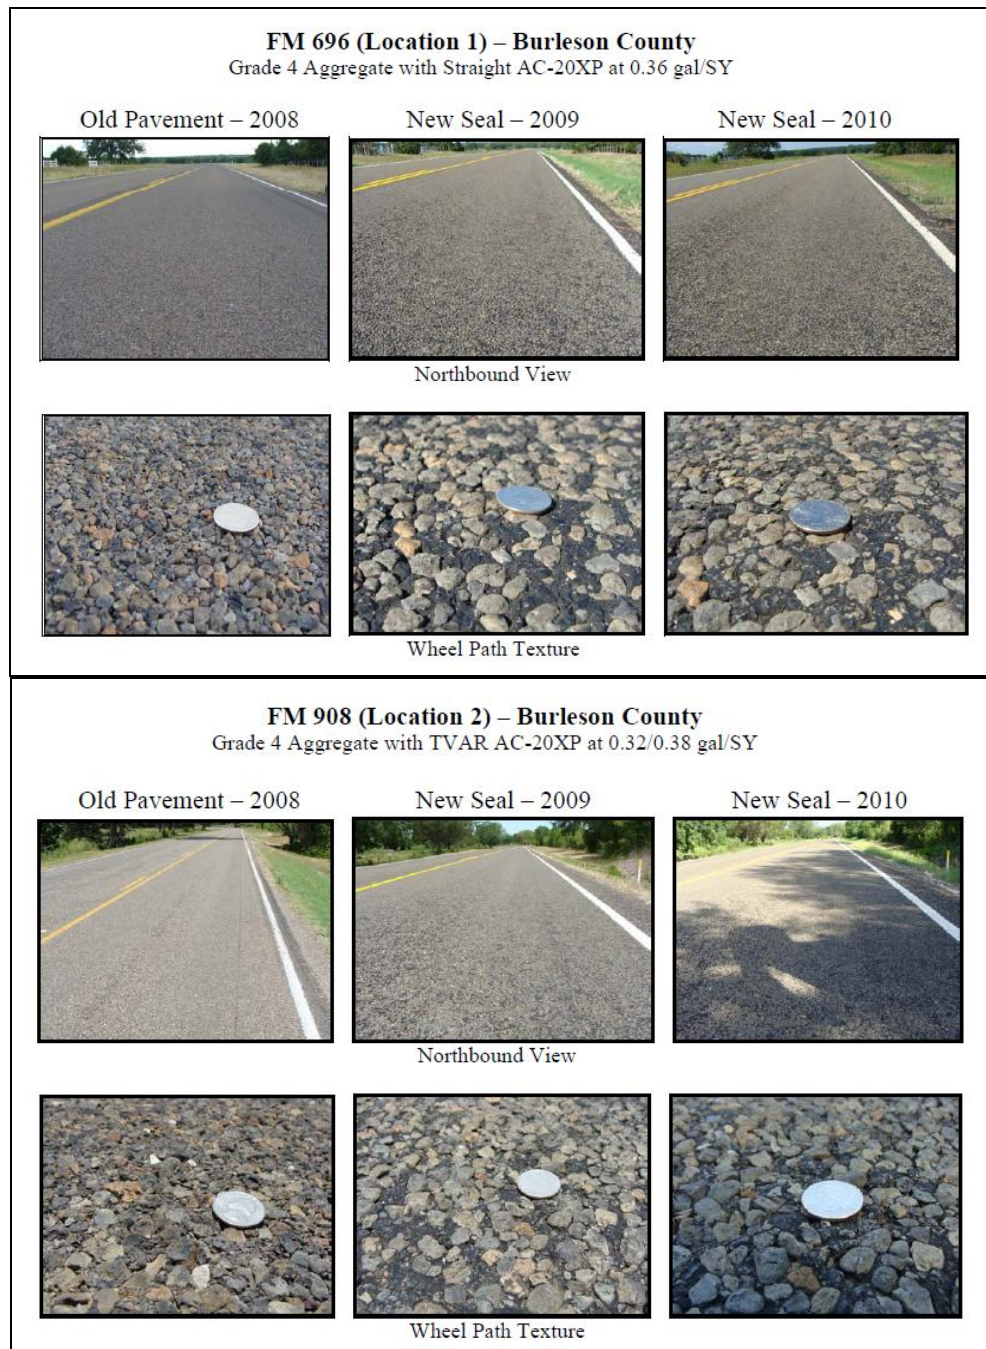 FM 696 (Location 1) – Burleson County
Grade 4 Aggregate with Straight AC-20XP at 0.36 gal/SY
Old Pavement – 2008
New Seal – 2009
New Seal – 2010
Northbound View
Wheel Path Texture
FM 908 (Location 2) – Burleson County
Grade 4 Aggregate with TVAR AC-20XP at 0.32/0.38 gal/SY
Old Pavement – 2008
New Seal – 2009
New Seal – 2010
Northbound View
Wheel Path Texture